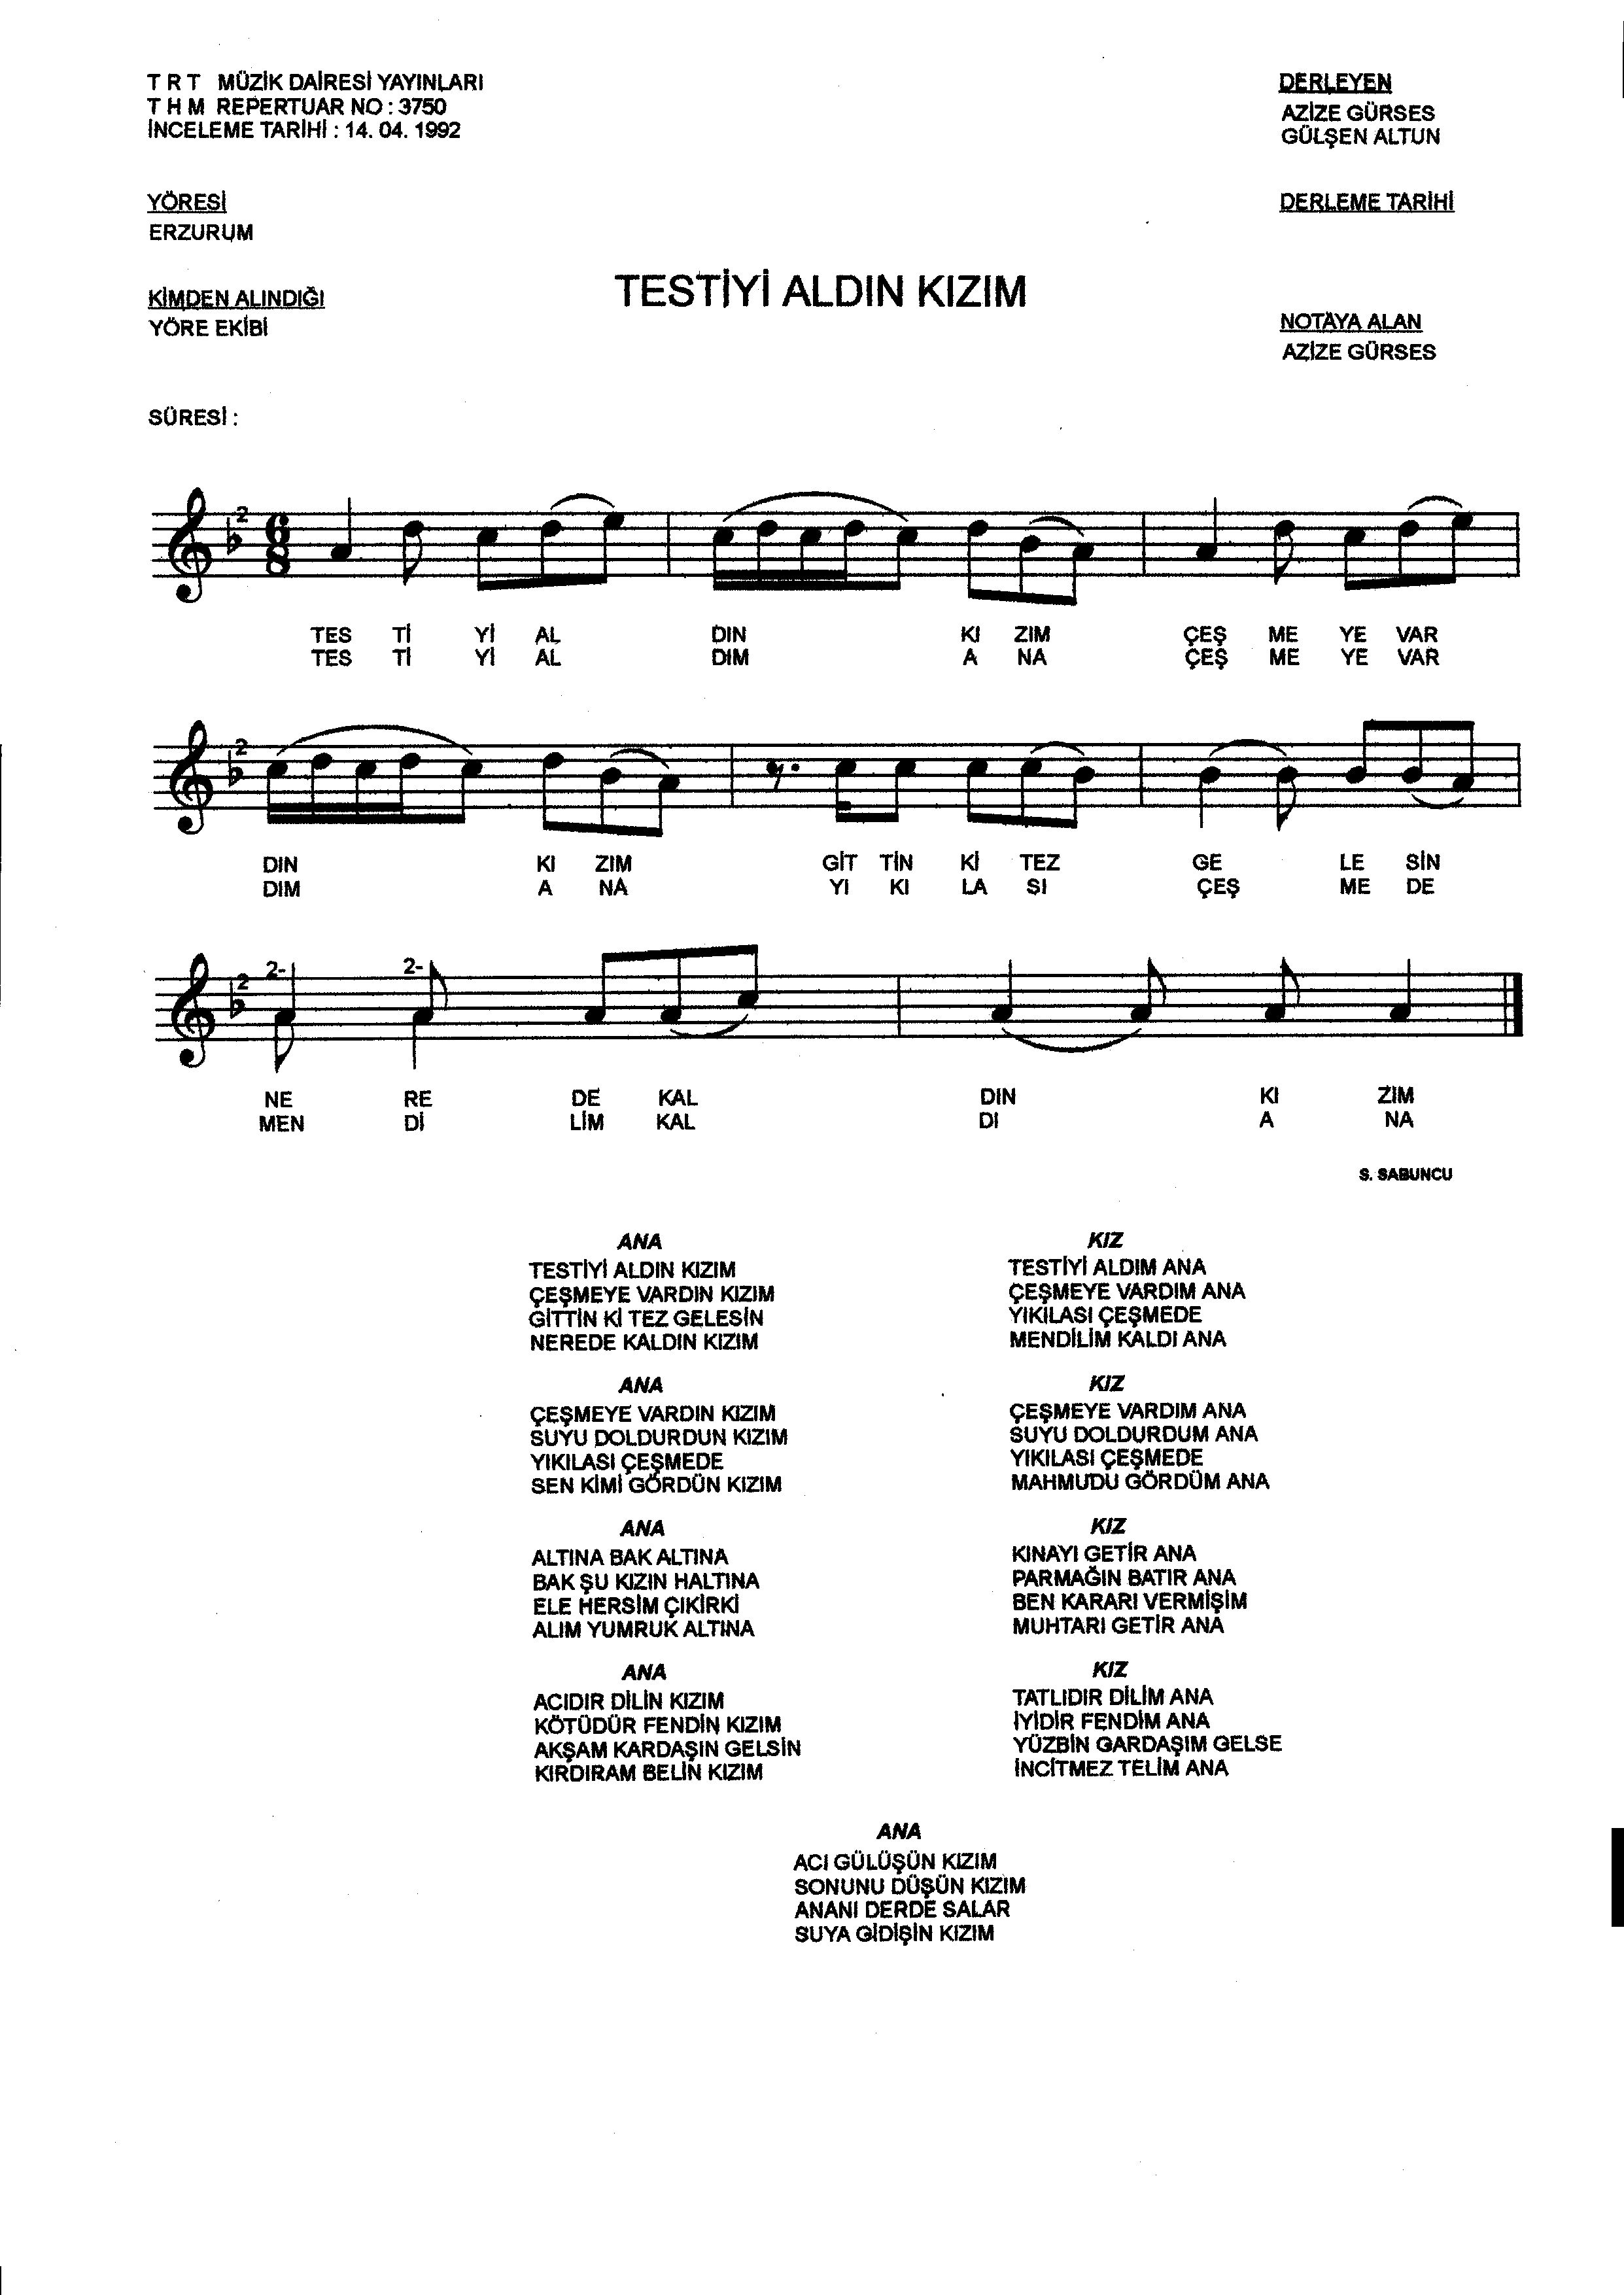 T R T MÜZİK DAİRESİ YAYINLARI
T H M REPERTUAR NO : 3750
İNCELEME TARİHİ : 14. 04. 1992
DERLEYEN
AZİZE GÜRSES
GÜLŞEN ALTUN
YÖRESİ
ERZURUM
DERLEME TARİHİ
KİMDEN ALINDIĞI
YÖRE EKİBİ
TESTİYİ ALDIN KIZIM
NOTAYA ALAN
AZİZE GÜRSES
SÜRESİ :
TES Tİ Yİ AL DIN KI ZIM ÇEŞ ME YE VAR
TES Tİ Yİ AL DIM A NA ÇEŞ ME YE VAR
DIN KI ZIM GİT TİN Kİ TEZ GE LE SİN
DIM A NA YI KI LA SI ÇEŞ ME DE
NE RE DE KAL DIN KI ZIM
MEN Dİ LİM KAL DI A NA
S. SABUNCU
ANA
TESTİYİ ALDIN KIZIM
ÇEŞMEYE VARDIN KIZIM
GİTTİN Kİ TEZ GELESİN
NEREDE KALDIN KIZIM
KIZ
TESTİYİ ALDIM ANA
ÇEŞMEYE VARDIM ANA
YIKILASI ÇEŞMEDE
MENDİLİM KALDI ANA
ANA
ÇEŞMEYE VARDIN KIZIM
SUYU DOLDURDUN KIZIM
YIKILASI ÇEŞMEDE
SEN KİMİ GÖRDÜN KIZIM
KIZ
ÇEŞMEYE VARDIM ANA
SUYU DOLDURDUM ANA
YIKILASI ÇEŞMEDE
MAHMUDU GÖRDÜM ANA
ANA
ALTINA BAK ALTINA
BAK ŞU KIZIN HALTINA
ELE HERSİM ÇIKİRKİ
ALIM YUMRUK ALTINA
KIZ
KINAYI GETİR ANA
PARMAĞIN BATIR ANA
BEN KARARI VERMİŞİM
MUHTARI GETİR ANA
ANA
ACIDIR DİLİN KIZIM
KÖTÜDÜR FENDİN KIZIM
AKŞAM KARDAŞIN GELSİN
KIRDIRAM BELİN KIZIM
KIZ
TATLIDIR DİLİM ANA
İYİDİR FENDİM ANA
YÜZBİN GARDAŞIM GELSE
İNCİTMEZ TELİM ANA
ANA
ACI GÜLÜŞÜN KIZIM
SONUNU DÜŞÜN KIZIM
ANANI DERDE SALAR
SUYA GİDİŞİN KIZIM